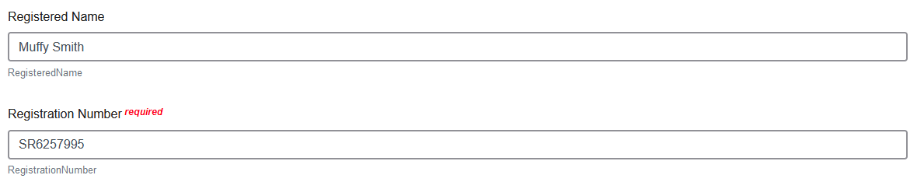 Registered Name
Muffy Smith
RegisteredName
Registration Number required
SR6257995
RegistrationNumber